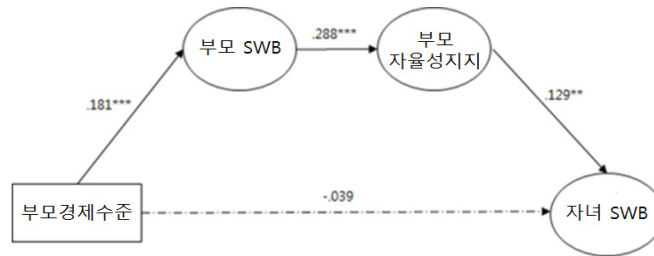 부모 SWB
.288***
부모
자율성지지
.181***
.129**
부모경제수준
-.039
자녀 SWB